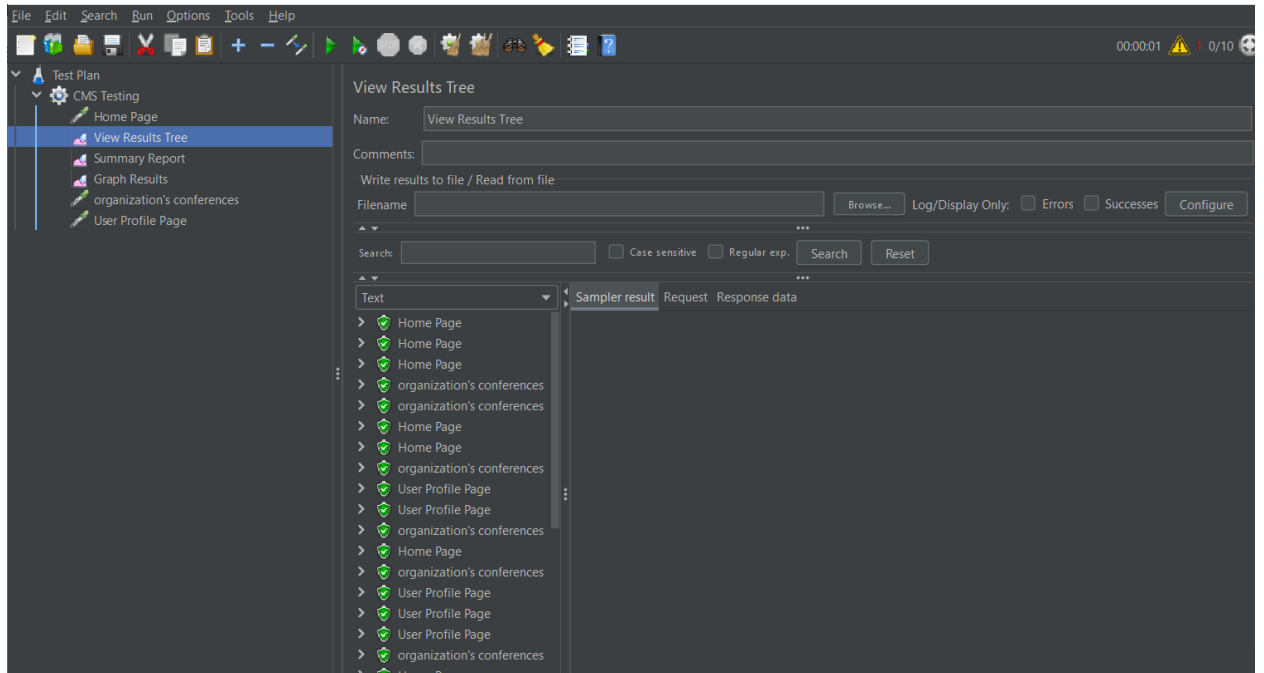 File Edit Search Run Options Tools Help
00:00:01 1 0/10
Test Plan
CMS Testing
Home Page
View Results Tree
Summary Report
Graph Results
organization's conferences
User Profile Page
View Results Tree
Name: View Results Tree
Comments:
Write results to file / Read from file
Filename Browse... Log/Display Only: Errors Successes Configure
Search: Case sensitive Regular exp. Search Reset
Text
Sampler result Request Response data
Home Page
Home Page
Home Page
organization's conferences
organization's conferences
Home Page
Home Page
organization's conferences
User Profile Page
User Profile Page
organization's conferences
Home Page
organization's conferences
User Profile Page
User Profile Page
User Profile Page
organization's conferences